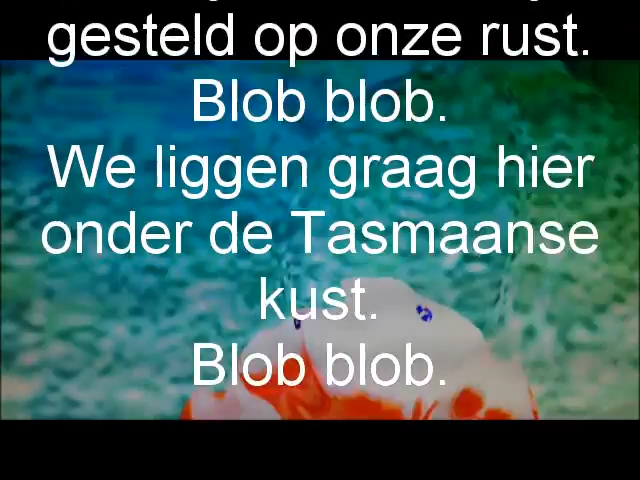 gesteld op onze rust.
Blob blob.
We liggen graag hier
onder de Tasmaanse
kust.
Blob blob.